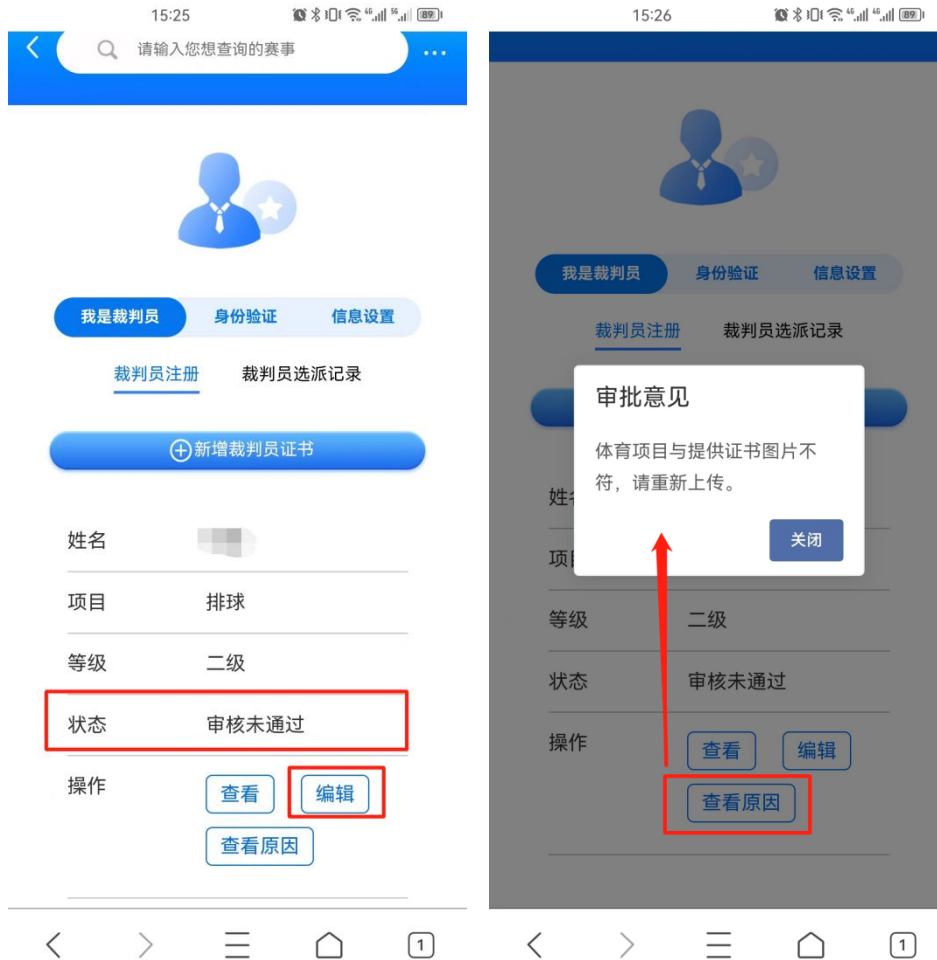 15:25
89
请输入您想查询的赛事
我是裁判员
身份验证
信息设置
裁判员注册
裁判员选派记录
新增裁判员证书
姓名
项目
排球
等级
二级
状态
审核未通过
操作
查看
编辑
查看原因
1
15:26
89
我是裁判员
身份验证
信息设置
裁判员注册
裁判员选派记录
审批意见
体育项目与提供证书图片不
符，请重新上传。
关闭
姓
项
等级
二级
状态
审核未通过
操作
查看
编辑
查看原因
1